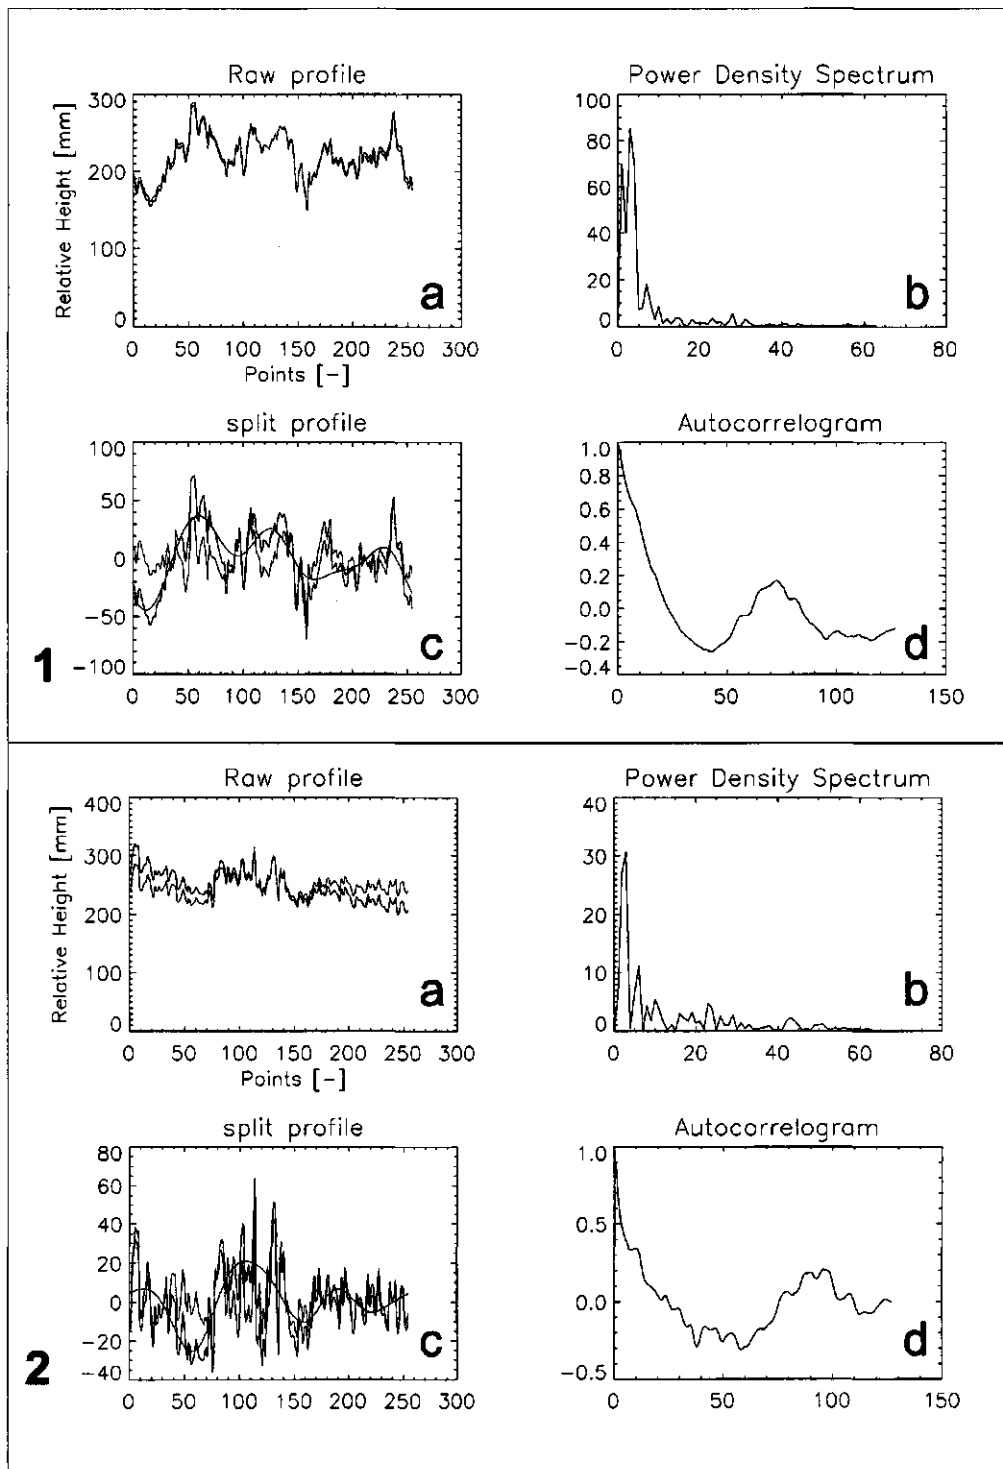 Raw profile
Relative Height [mm]
300
200
100
0
a
0 50 100 150 200 250 300
Points [-]
Power Density Spectrum
100
80
60
40
20
0
b
0 20 40 60 80
split profile
100
50
0
-50
-100
c
0 50 100 150 200 250 300
Autocorrelogram
1.0
0.8
0.6
0.4
0.2
0.0
-0.2
-0.4
d
0 50 100 150
1
Raw profile
Relative Height [mm]
400
300
200
100
0
a
0 50 100 150 200 250 300
Points [-]
Power Density Spectrum
40
30
20
10
0
b
0 20 40 60 80
split profile
80
60
40
20
0
-20
-40
c
0 50 100 150 200 250 300
Autocorrelogram
1.0
0.5
0.0
-0.5
d
0 50 100 150
2